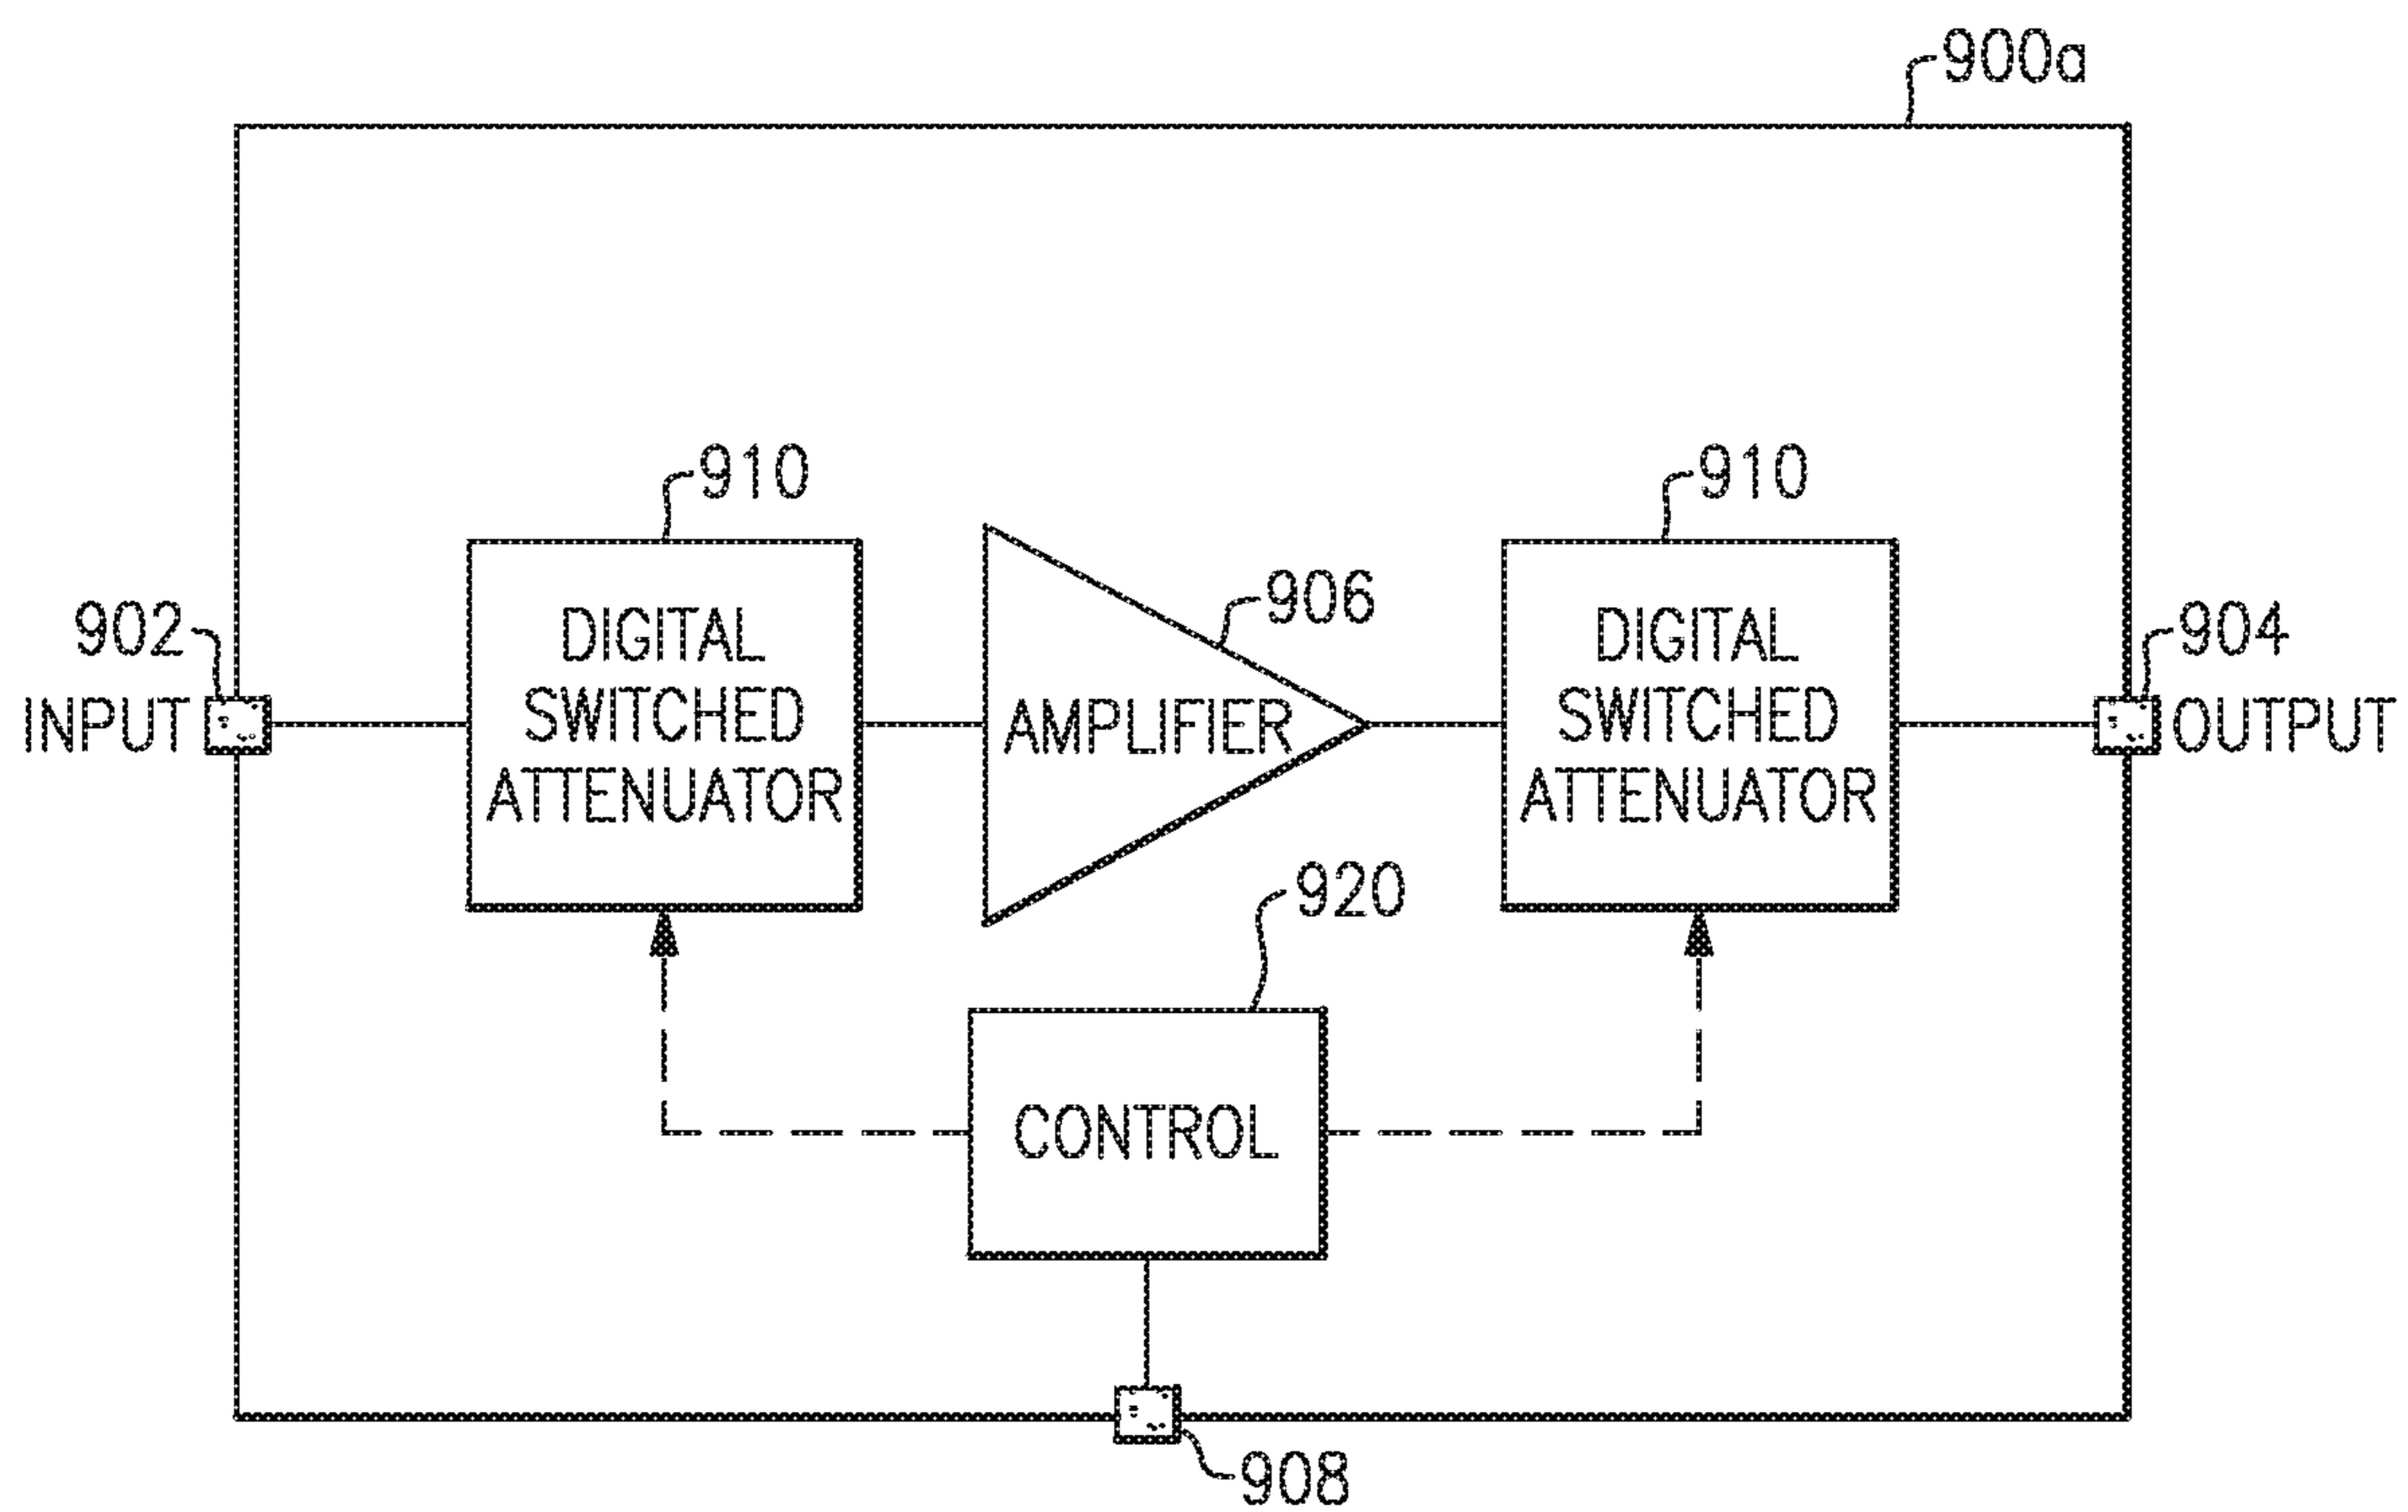 900a
910
910
906
DIGITAL
SWITCHED
ATTENUATOR
AMPLIFIER
DIGITAL
SWITCHED
ATTENUATOR
902
INPUT
904
OUTPUT
920
CONTROL
908